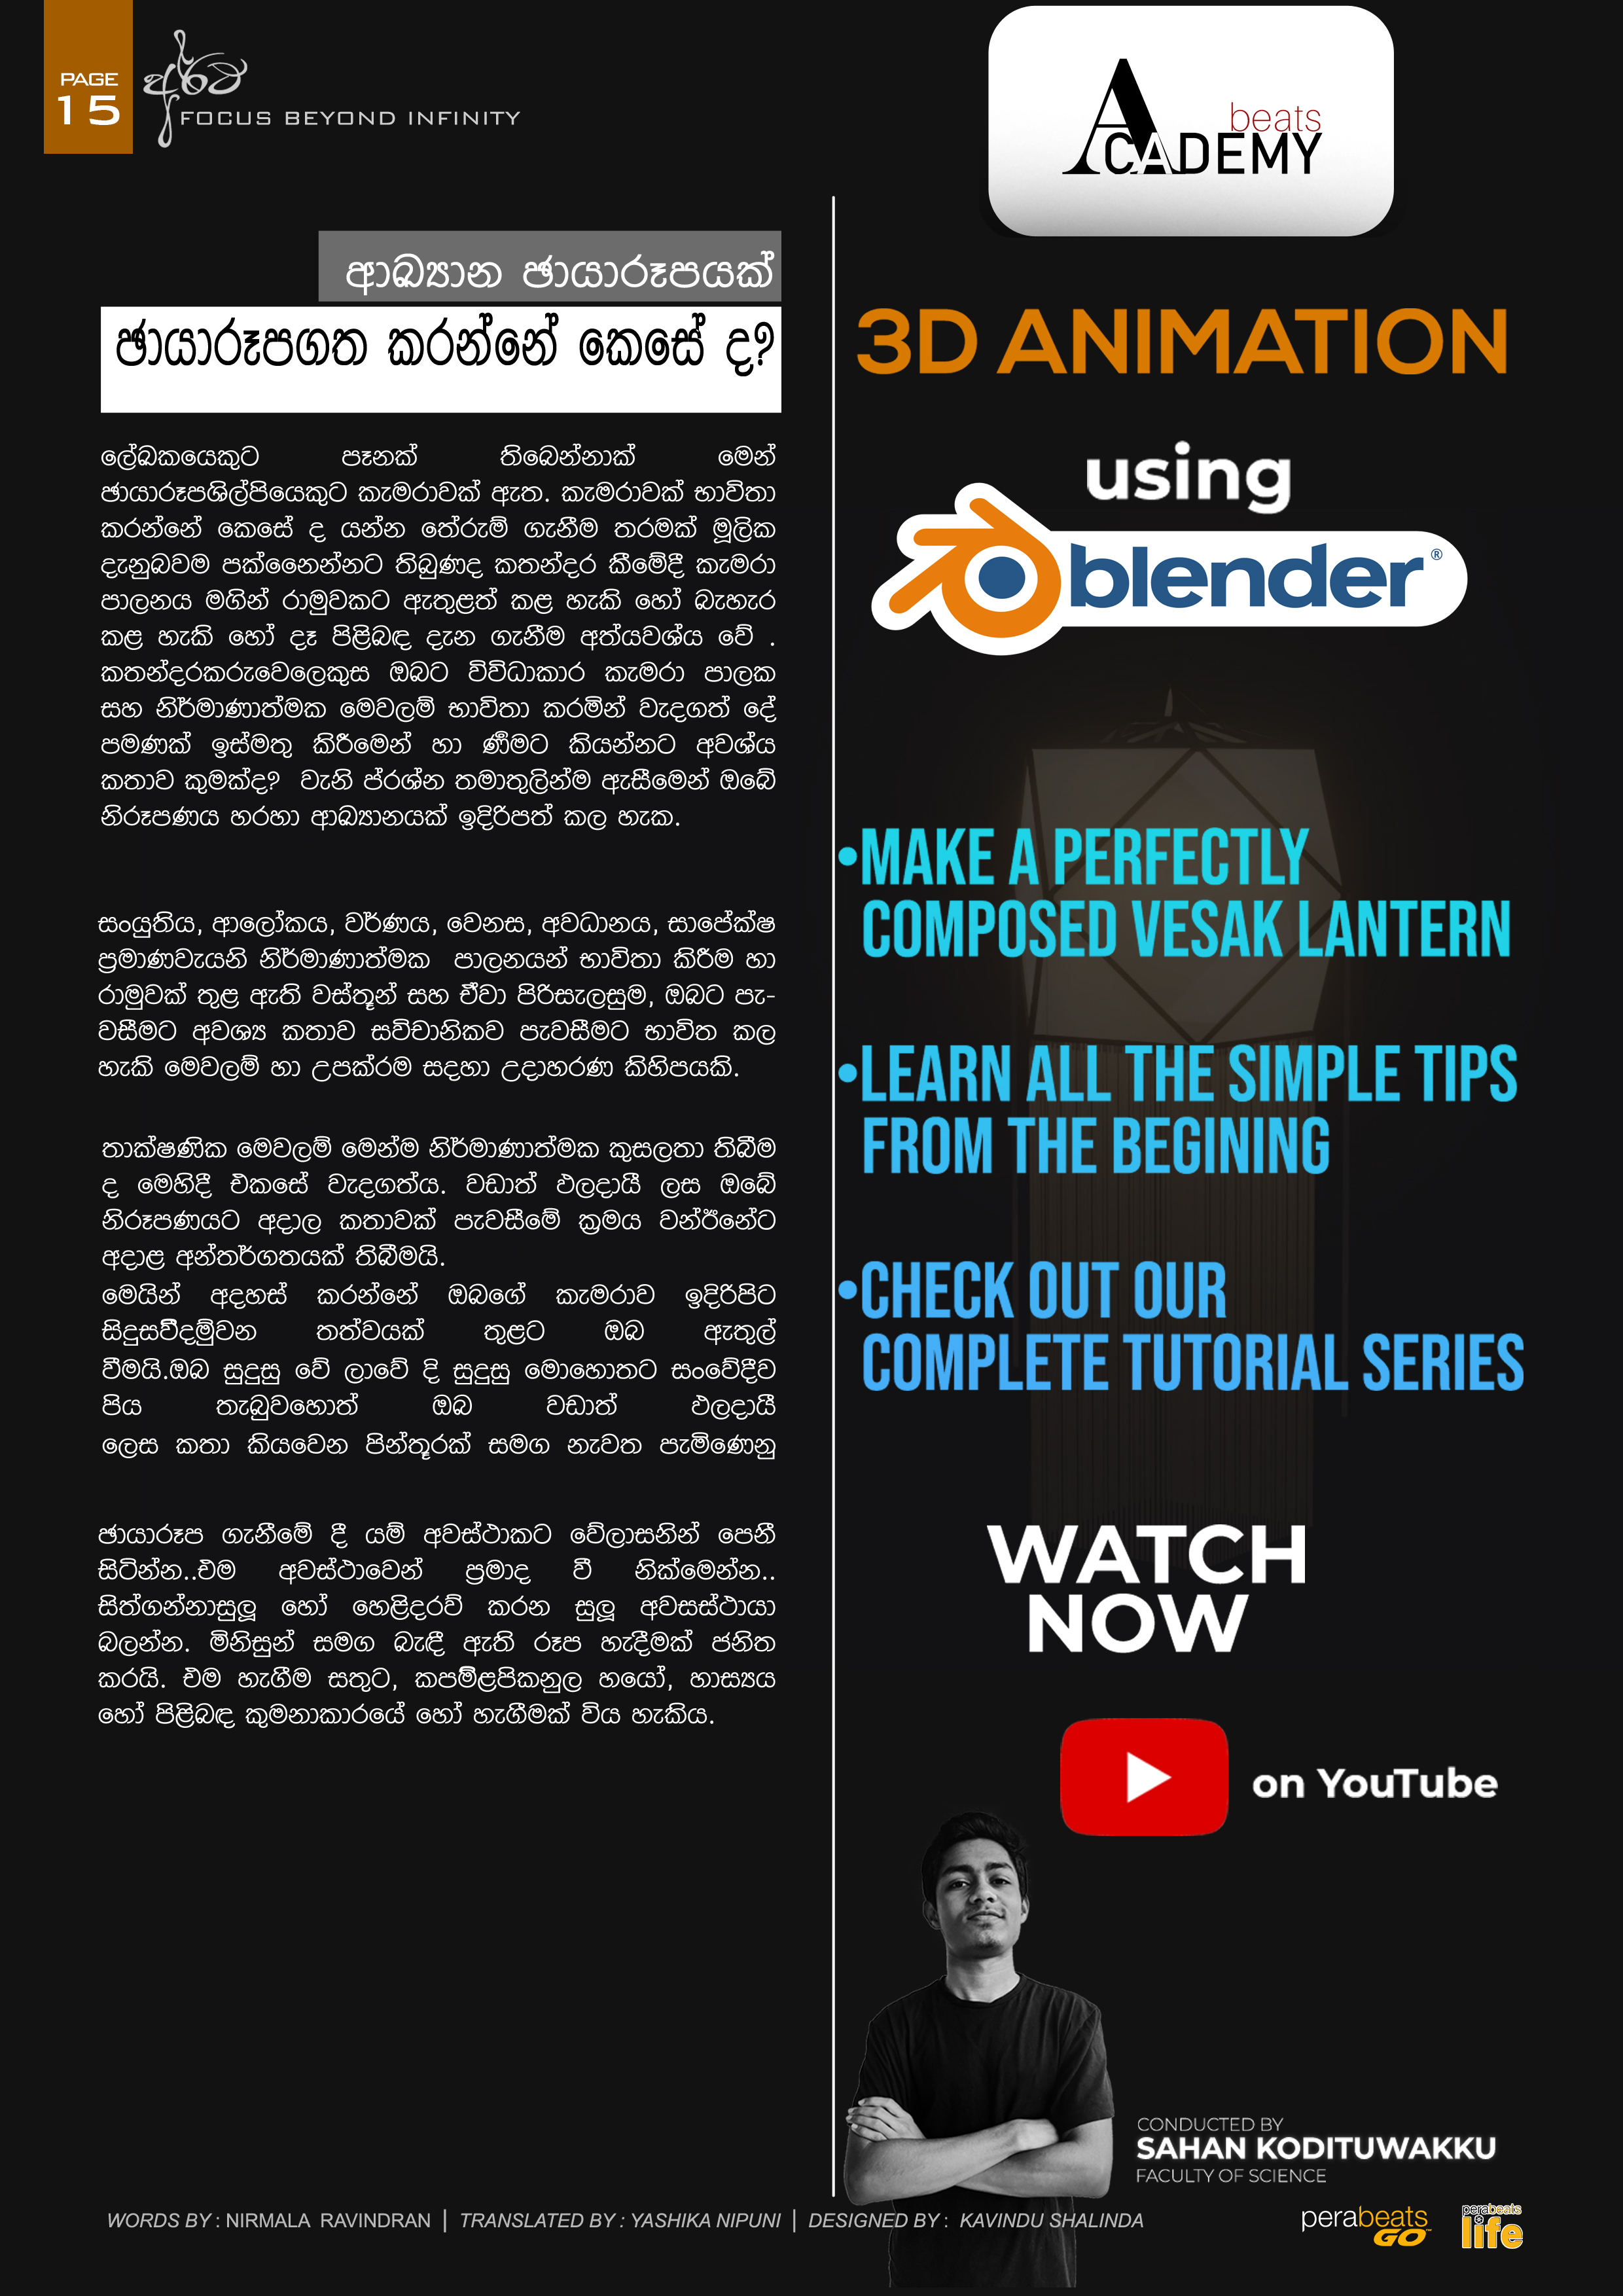 PAGE
15
අර්ථ
FOCUS BEYOND INFINITY
ආඛ්‍යාන ඡායාරූපයක්
ඡායාරූපගත කරන්නේ කෙසේ ද?
ලේඛකයෙකුට පෑනක් තිබෙන්නාක් මෙන්
ඡායාරූපශිල්පියෙකුට කැමරාවක් ඇත. කැමරාවක් භාවිතා
කරන්නේ කෙසේ ද යන්න තේරුම් ගැනීම තරමක් මූලික
දැනුබවම පක්නෛන්නට තිබුණද කතන්දර කීමේදී කැමරා
පාලනය මගින් රාමුවකට ඇතුළත් කළ හැකි හෝ බැහැර
කළ හැකි හෝ දෑ පිළිබඳ දැන ගැනීම අත්යවශ්ය වේ .
කතන්දරකරුවෙලෙකුස ඔබට විවිධාකාර කැමරා පාලක
සහ නිර්මාණාත්මක මෙවලම් භාවිතා කරමින් වැදගත් දේ
පමණක් ඉස්මතු කිරීමෙන් හා ර්ණිමට කියන්නට අවශ්ය
කතාව කුමක්ද? වැනි ප්රශ්න තමාතුලින්ම ඇසීමෙන් ඔබේ
නිරූපණය හරහා ආඛ්‍යානයක් ඉදිරිපත් කල හැක.
සංයුතිය, ආලෝකය, වර්ණය, වෙනස, අවධානය, සාපේක්ෂ
ප්‍රමාණවැයනි නිර්මාණාත්මක පාලනයන් භාවිතා කිරීම හා
රාමුවක් තුළ ඇති වස්තූන් සහ ඒවා පිරිසැලසුම, ඔබට පැ-
වසීමට අවශ්‍ය කතාව සවිචානිකව පැවසීමට භාවිත කල
හැකි මෙවලම් හා උපක්රම සදහා උදාහරණ කිහිපයකි.
තාක්ෂණික මෙවලම් මෙන්ම නිර්මාණාත්මක කුසලතා තිබීම
ද මෙහිදී එකසේ වැදගත්ය. වඩාත් ඵලදායී ලස ඔබේ
නිරූපණයට අදාල කතාවක් පැවසීමේ ක්‍රමය වන්ඊනේට
අදාළ අන්තර්ගතයක් තිබීමයි.
මෙයින් අදහස් කරන්නේ ඔබගේ කැමරාව ඉදිරිපිට
සිදුසවීිදමු්වන තත්වයක් තුළට ඔබ ඇතුල්
වීමයි.ඔබ සුදුසු වේ ලාවේ දි සුදුසු මොහොතට සංවේදීව
පිය තැබුවහොත් ඔබ වඩාත් ඵලදායී
ලෙස කතා කියවෙන පින්තූරක් සමග නැවත පැමිණෙනු
ඡායාරූප ගැනීමේ දී යම් අවස්ථාකට වේලාසනින් පෙනී
සිටින්න..එම අවස්ථාවෙන් ප්‍රමාද වී නික්මෙන්න..
සිත්ගන්නාසුලූ හෝ හෙළිදරව් කරන සුලූ අවසස්ථායා
බලන්න. මිනිසුන් සමග බැඳී ඇති රූප හැදීමක් ජනිත
කරයි. එම හැගීම සතුට, කපම්ළපිකනුල හයෝ, හාස්‍යය
හෝ පිළිබඳ කුමනාකාරයේ හෝ හැගීමක් විය හැකිය.
beats
ACADEMY
3D ANIMATION
using
blender®
•MAKE A PERFECTLY
COMPOSED VESAK LANTERN
•LEARN ALL THE SIMPLE TIPS
FROM THE BEGINING
•CHECK OUT OUR
COMPLETE TUTORIAL SERIES
WATCH
NOW
on YouTube
CONDUCTED BY
SAHAN KODITUWAKKU
FACULTY OF SCIENCE
WORDS BY : NIRMALA RAVINDRAN | TRANSLATED BY : YASHIKA NIPUNI | DESIGNED BY : KAVINDU SHALINDA
perabeats
GO
perabeats
life